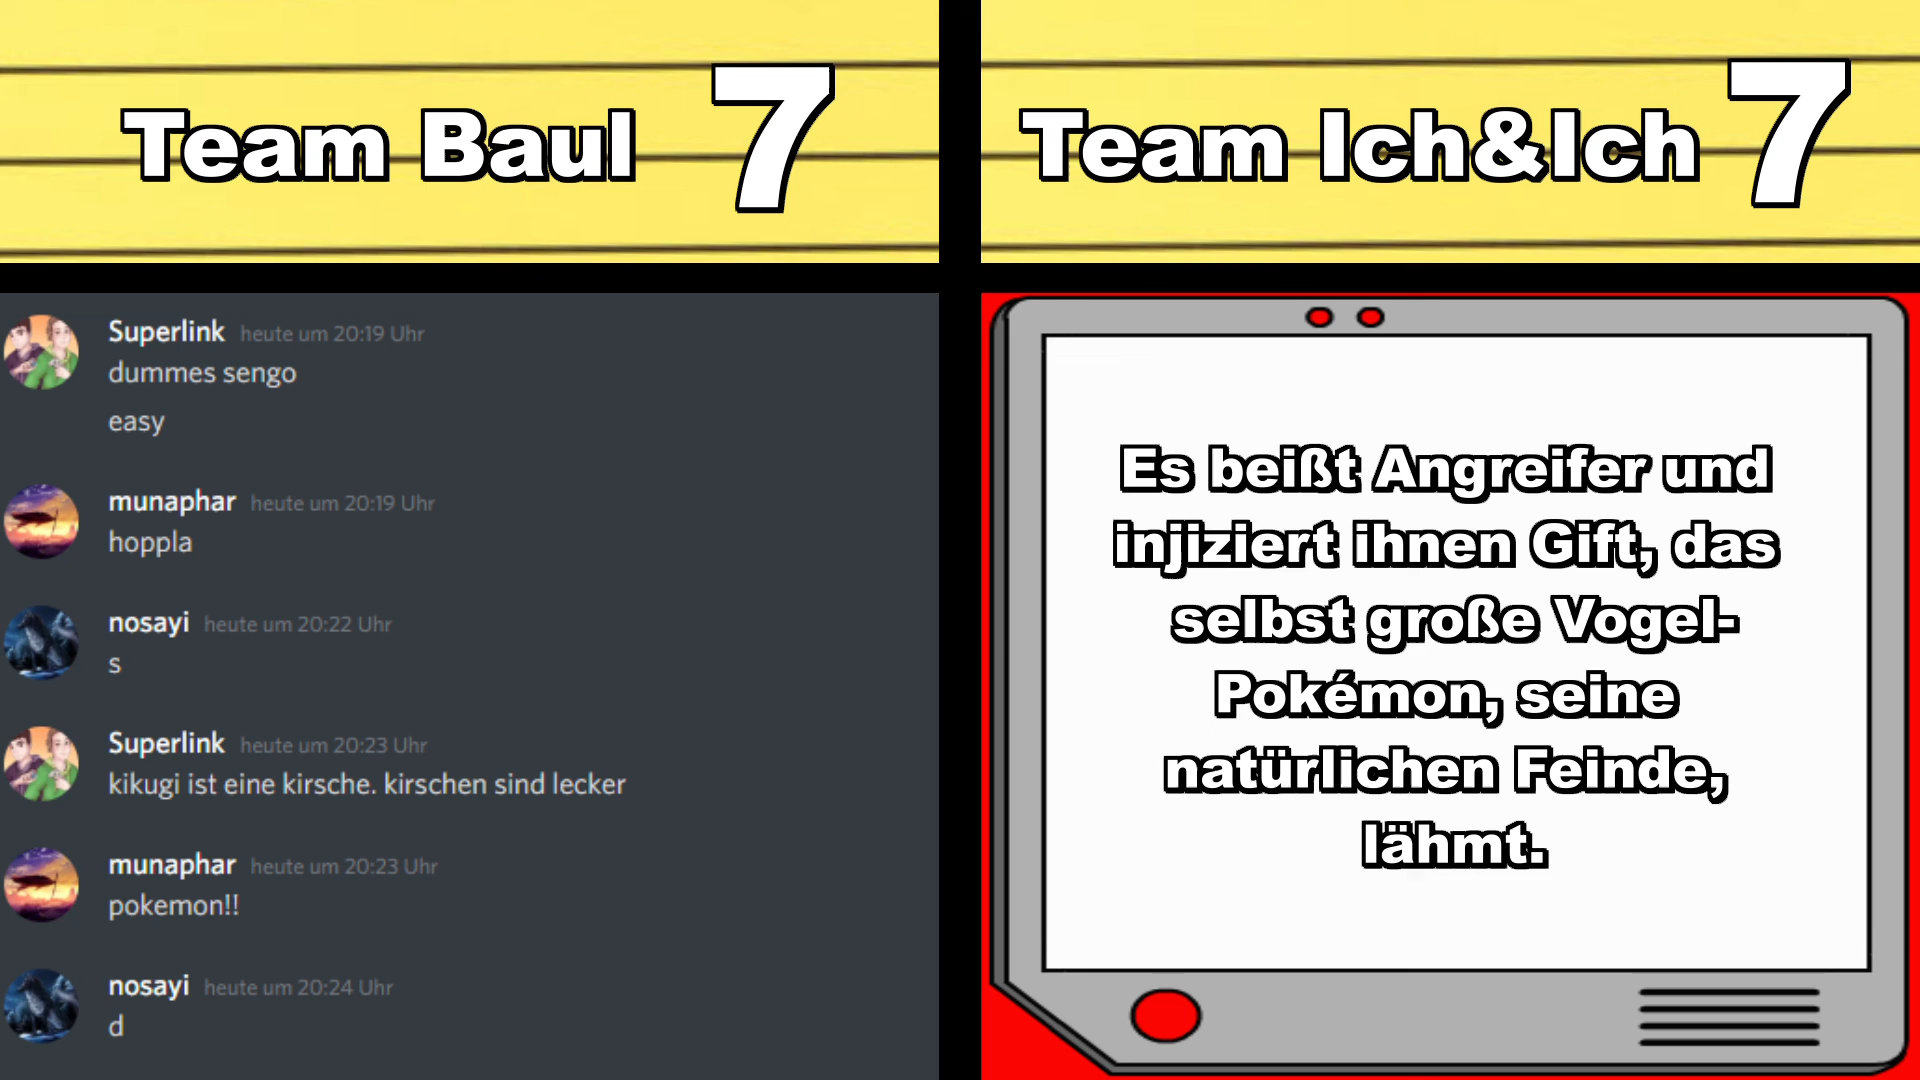 Team Baul 7
Team Ich&Ich 7
Superlink heute um 20:19 Uhr
dummes sengo
easy
munaphar heute um 20:19 Uhr
hoppla
nosayi heute um 20:22 Uhr
s
Superlink heute um 20:23 Uhr
kikugi ist eine kirsche. kirschen sind lecker
munaphar heute um 20:23 Uhr
pokemon!!
nosayi heute um 20:24 Uhr
d
Es beißt Angreifer und
injiziert ihnen Gift, das
selbst große Vogel-
Pokémon, seine
natürlichen Feinde,
lähmt.